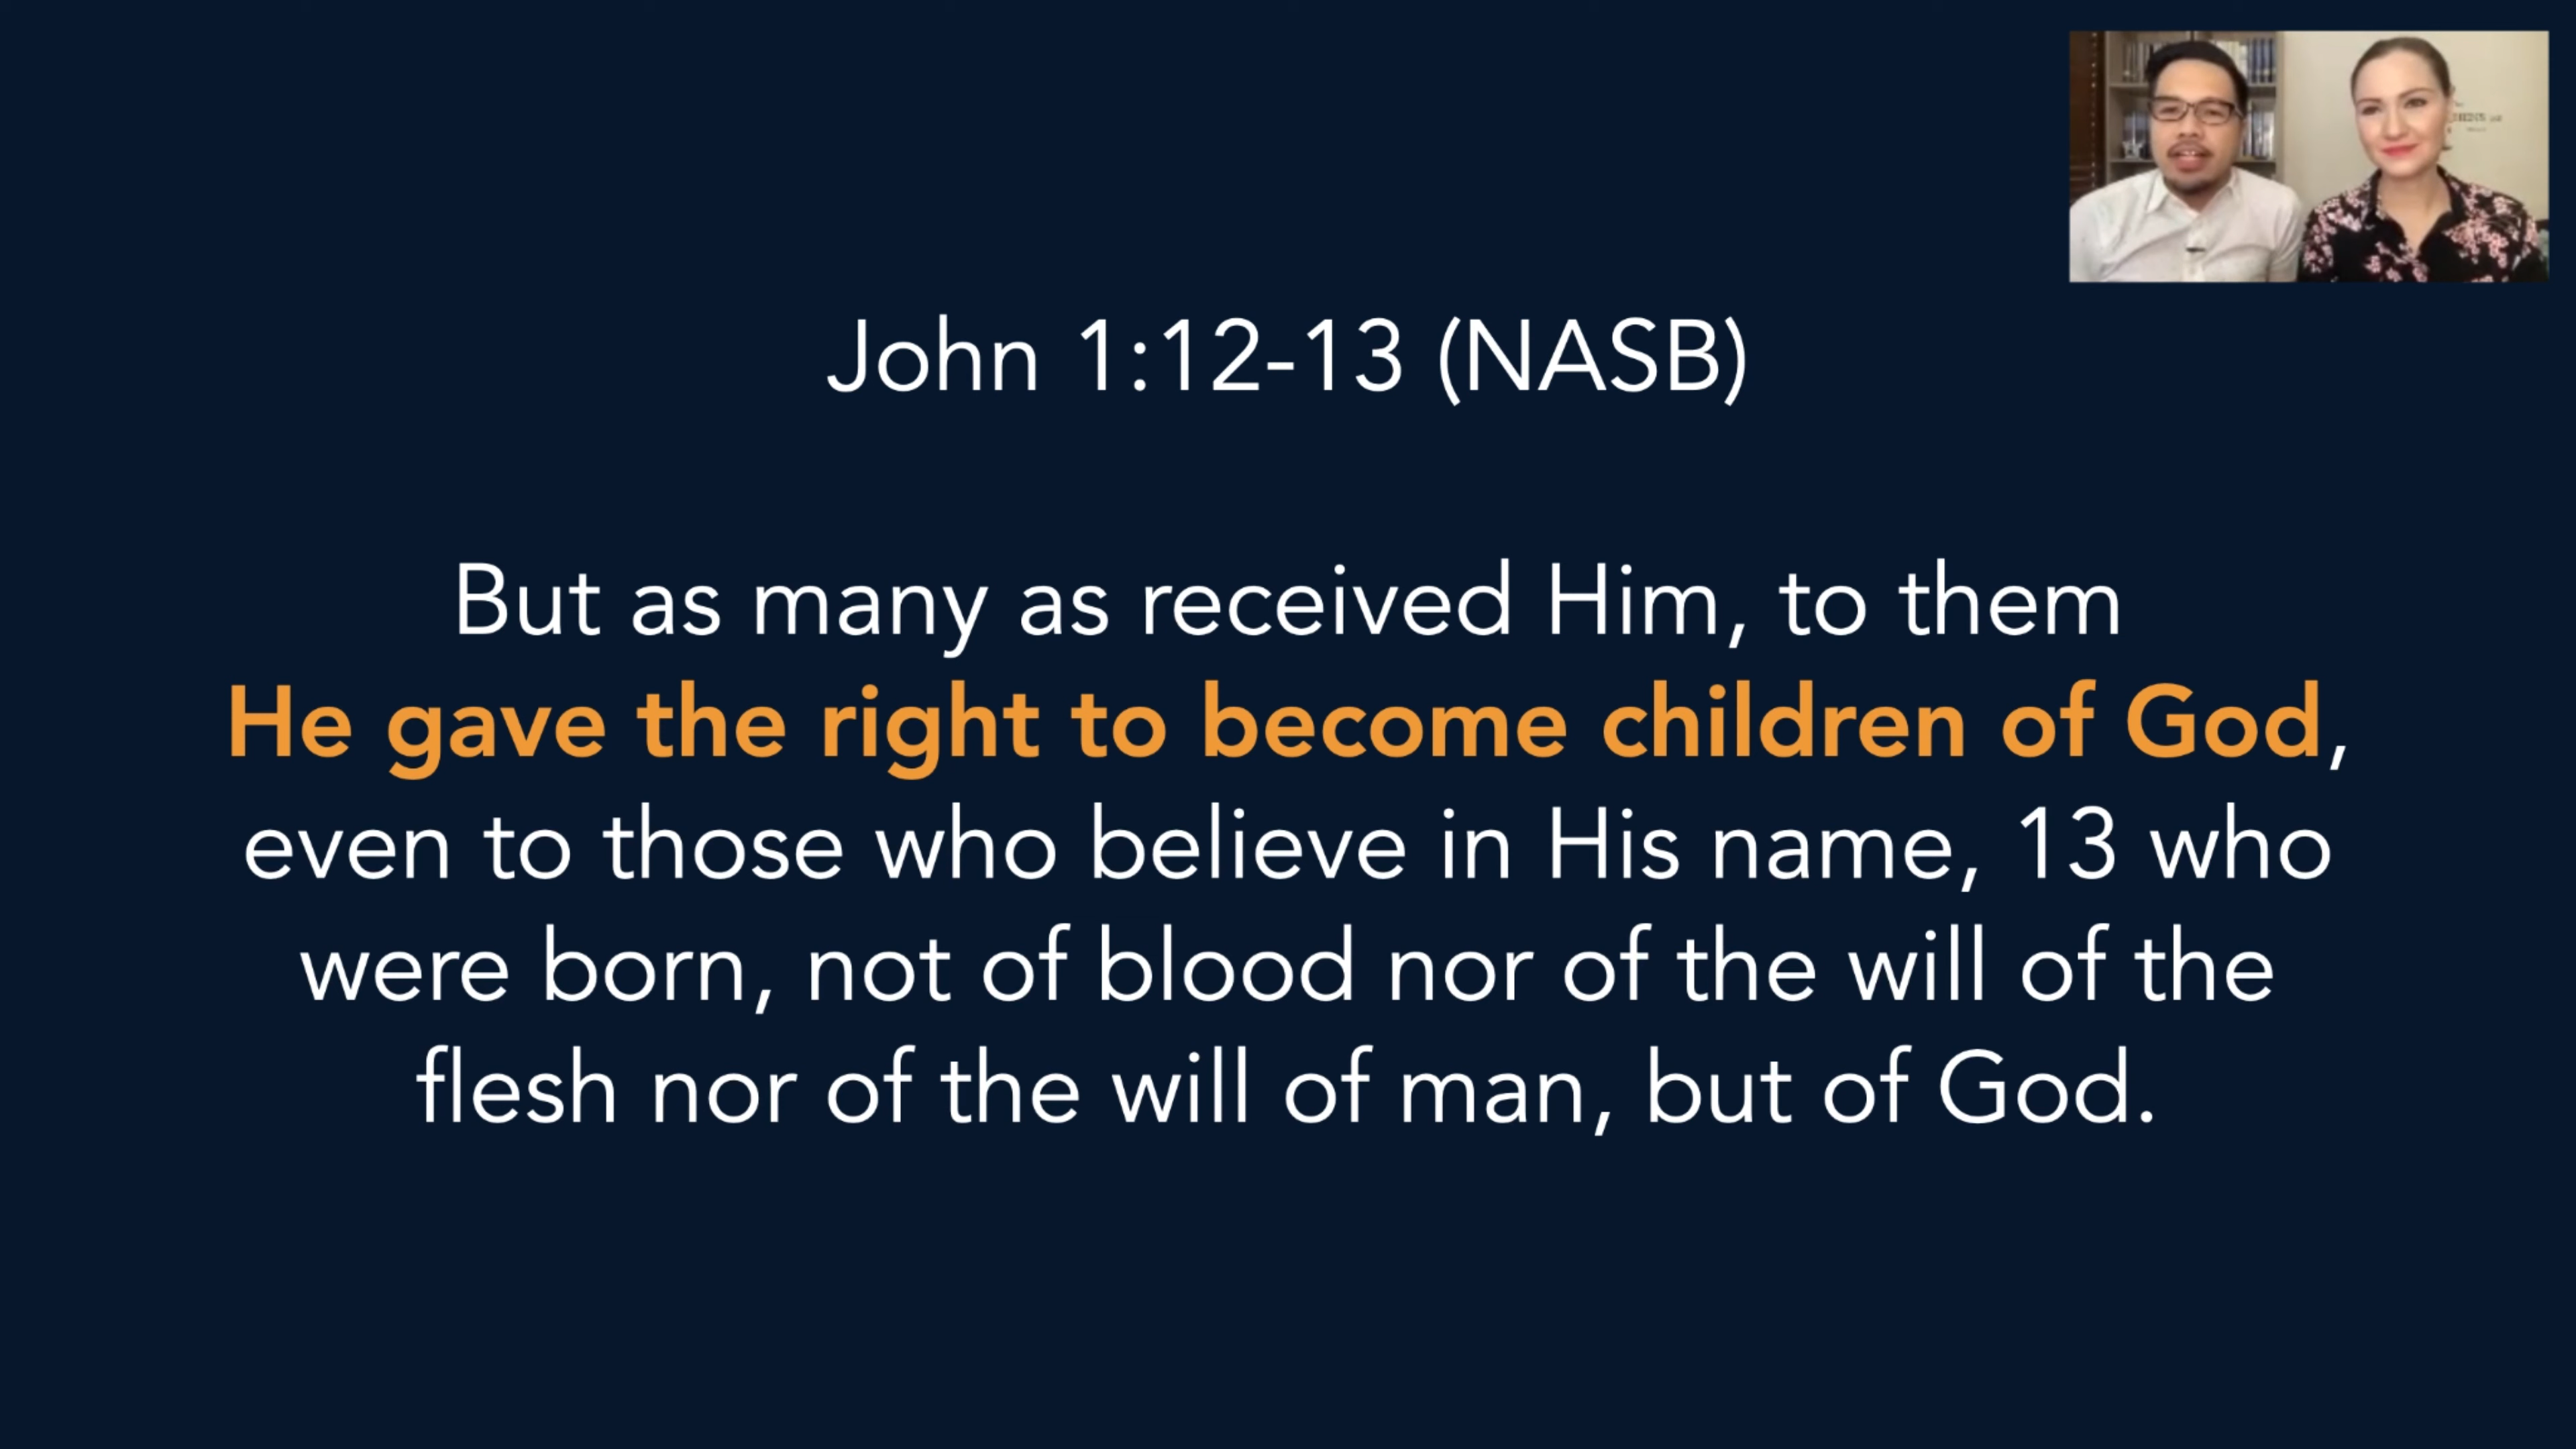 John 1:12-13 (NASB)
But as many as received Him, to them
He gave the right to become children of God,
even to those who believe in His name, 13 who
were born, not of blood nor of the will of the
flesh nor of the will of man, but of God.